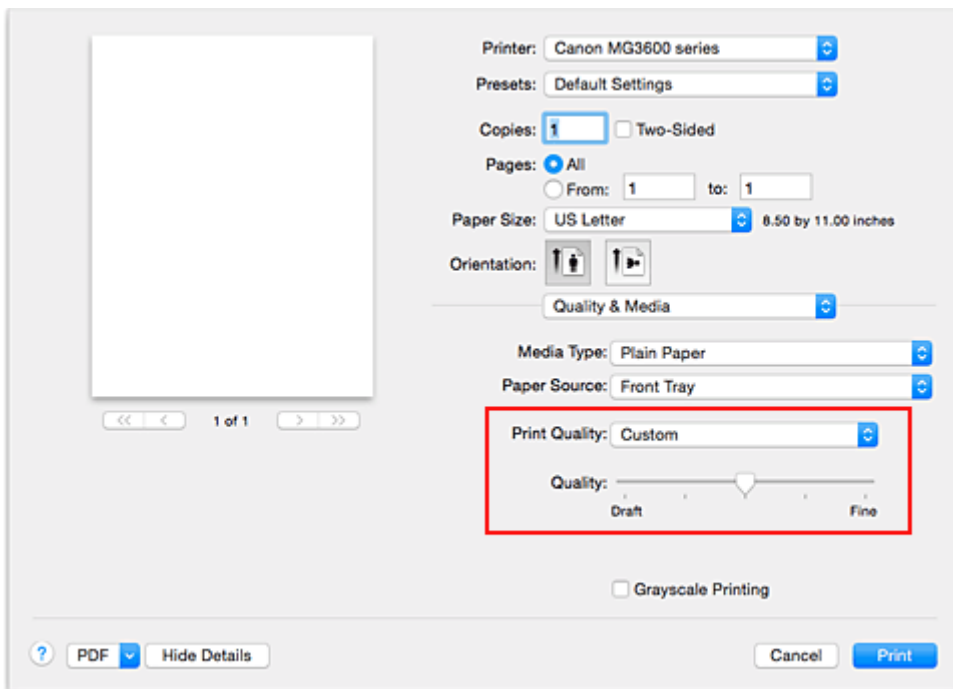 Printer: Canon MG3600 series
Presets: Default Settings
Copies: 1 Two-Sided
Pages: All
From: 1 to: 1
Paper Size: US Letter 8.50 by 11.00 inches
Orientation:
Quality & Media
Media Type: Plain Paper
Paper Source: Front Tray
<< < 1 of 1 > >>
Print Quality: Custom
Quality:
Draft Fine
Grayscale Printing
? PDF Hide Details Cancel Print